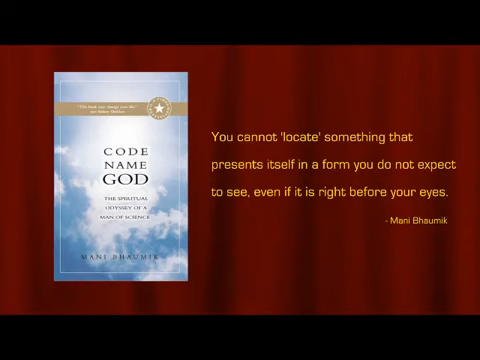 CODE
NAME
GOD
THE SPIRITUAL
ODYSSEY OF A
MAN OF SCIENCE
MANI BHAUMIK
You cannot 'locate' something that
presents itself in a form you do not expect
to see, even if it is right before your eyes.
- Mani Bhaumik